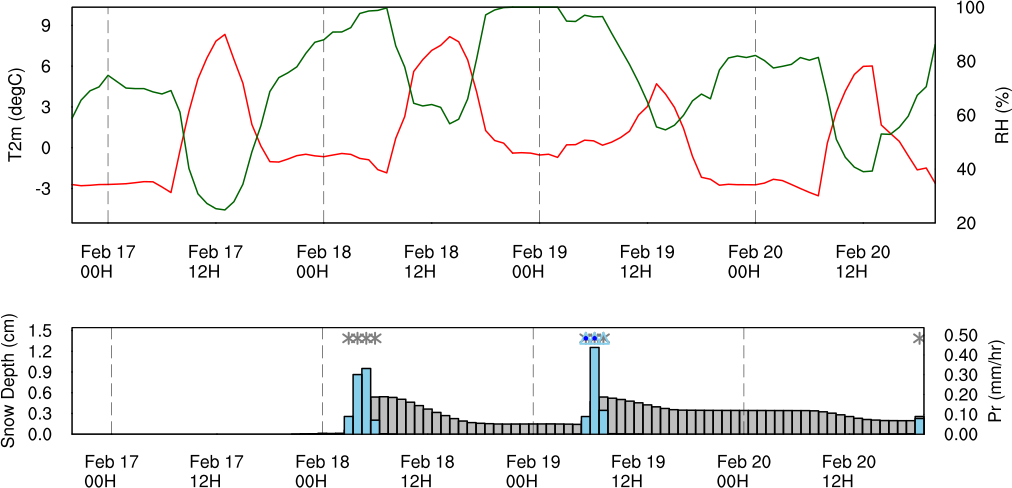 9
6
3
0
-3
T2m (degC)
100
80
60
40
20
RH (%)
Feb 17 Feb 17 Feb 18 Feb 18 Feb 19 Feb 19 Feb 20 Feb 20
00H 12H 00H 12H 00H 12H 00H 12H
1.5
1.2
0.9
0.6
0.3
0.0
Snow Depth (cm)
0.50
0.40
0.30
0.20
0.10
0.00
Pr (mm/hr)
Feb 17 Feb 17 Feb 18 Feb 18 Feb 19 Feb 19 Feb 20 Feb 20
00H 12H 00H 12H 00H 12H 00H 12H